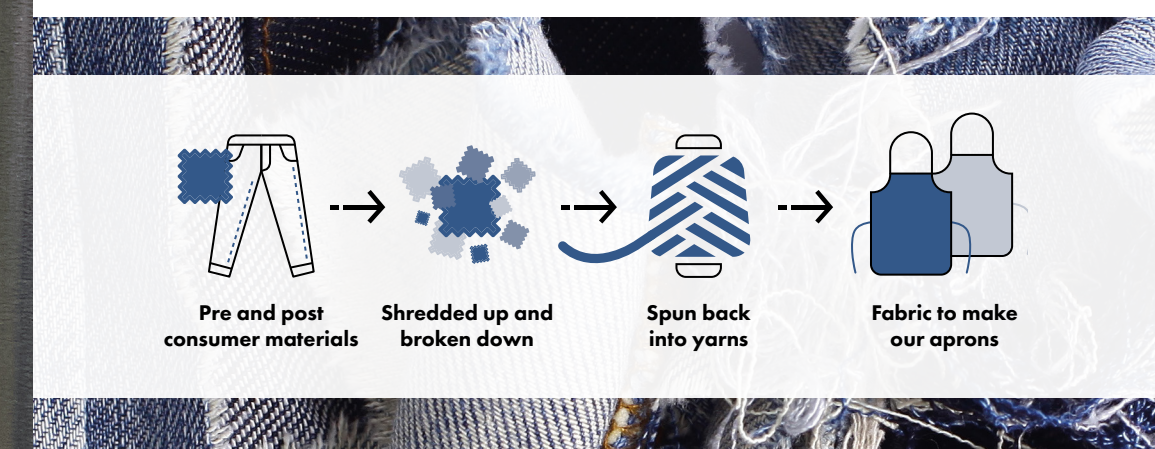 Pre and post
consumer materials
Shredded up and
broken down
Spun back
into yarns
Fabric to make
our aprons